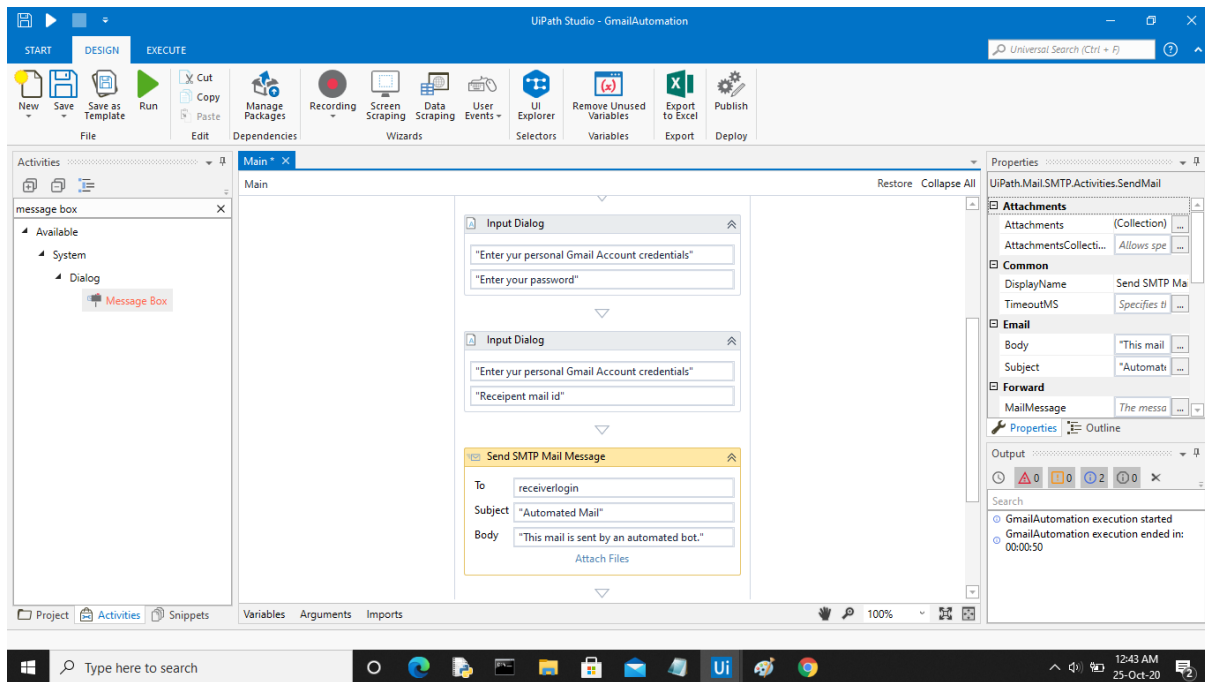 UiPath Studio - GmailAutomation
START DESIGN EXECUTE
Universal Search (Ctrl + F)
New Save Save as Template Run
Cut
Copy
Paste
Manage Packages
Recording
Screen Scraping
Data Scraping
User Events
UI Explorer
Remove Unused Variables
Export to Excel
Publish
File Edit Dependencies Wizards Selectors Variables Export Deploy
Activities
message box
Available
System
Dialog
Message Box
Project Activities Snippets
Main*
Main
Restore Collapse All
Input Dialog
"Enter yur personal Gmail Account credentials"
"Enter your password"
Input Dialog
"Enter yur personal Gmail Account credentials"
"Receipent mail id"
Send SMTP Mail Message
To receiverlogin
Subject "Automated Mail"
Body "This mail is sent by an automated bot."
Attach Files
Variables Arguments Imports
100%
Properties
UiPath.Mail.SMTP.Activities.SendMail
Attachments
Attachments (Collection) ...
AttachmentsCollecti... Allows spe ...
Common
DisplayName Send SMTP Ma
TimeoutMS Specifies tl ...
Email
Body "This mail ...
Subject "Automate ...
Forward
MailMessage The messa ...
Properties Outline
Output
0 0 2 0
Search
GmailAutomation execution started
GmailAutomation execution ended in:
00:00:50
Type here to search
Ui
12:43 AM
25-Oct-20
2